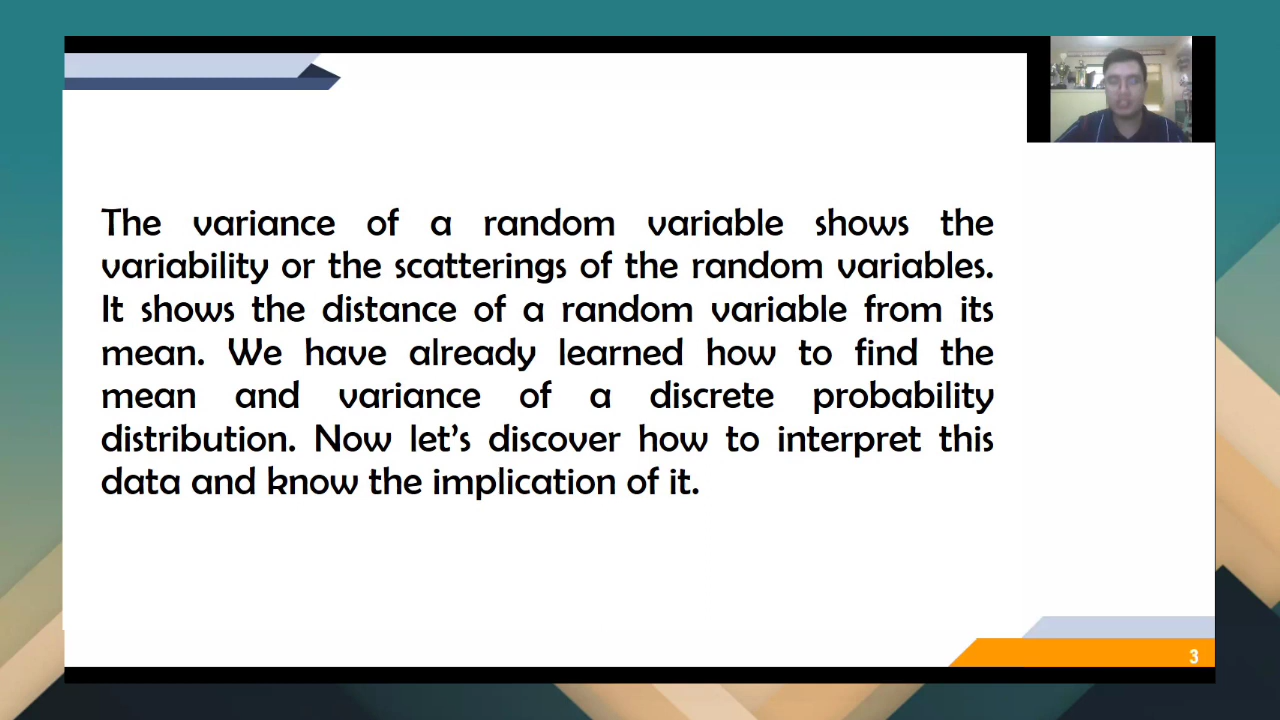 The variance of a random variable shows the
variability or the scatterings of the random variables.
It shows the distance of a random variable from its
mean. We have already learned how to find the
mean and variance of a discrete probability
distribution. Now let’s discover how to interpret this
data and know the implication of it.
3